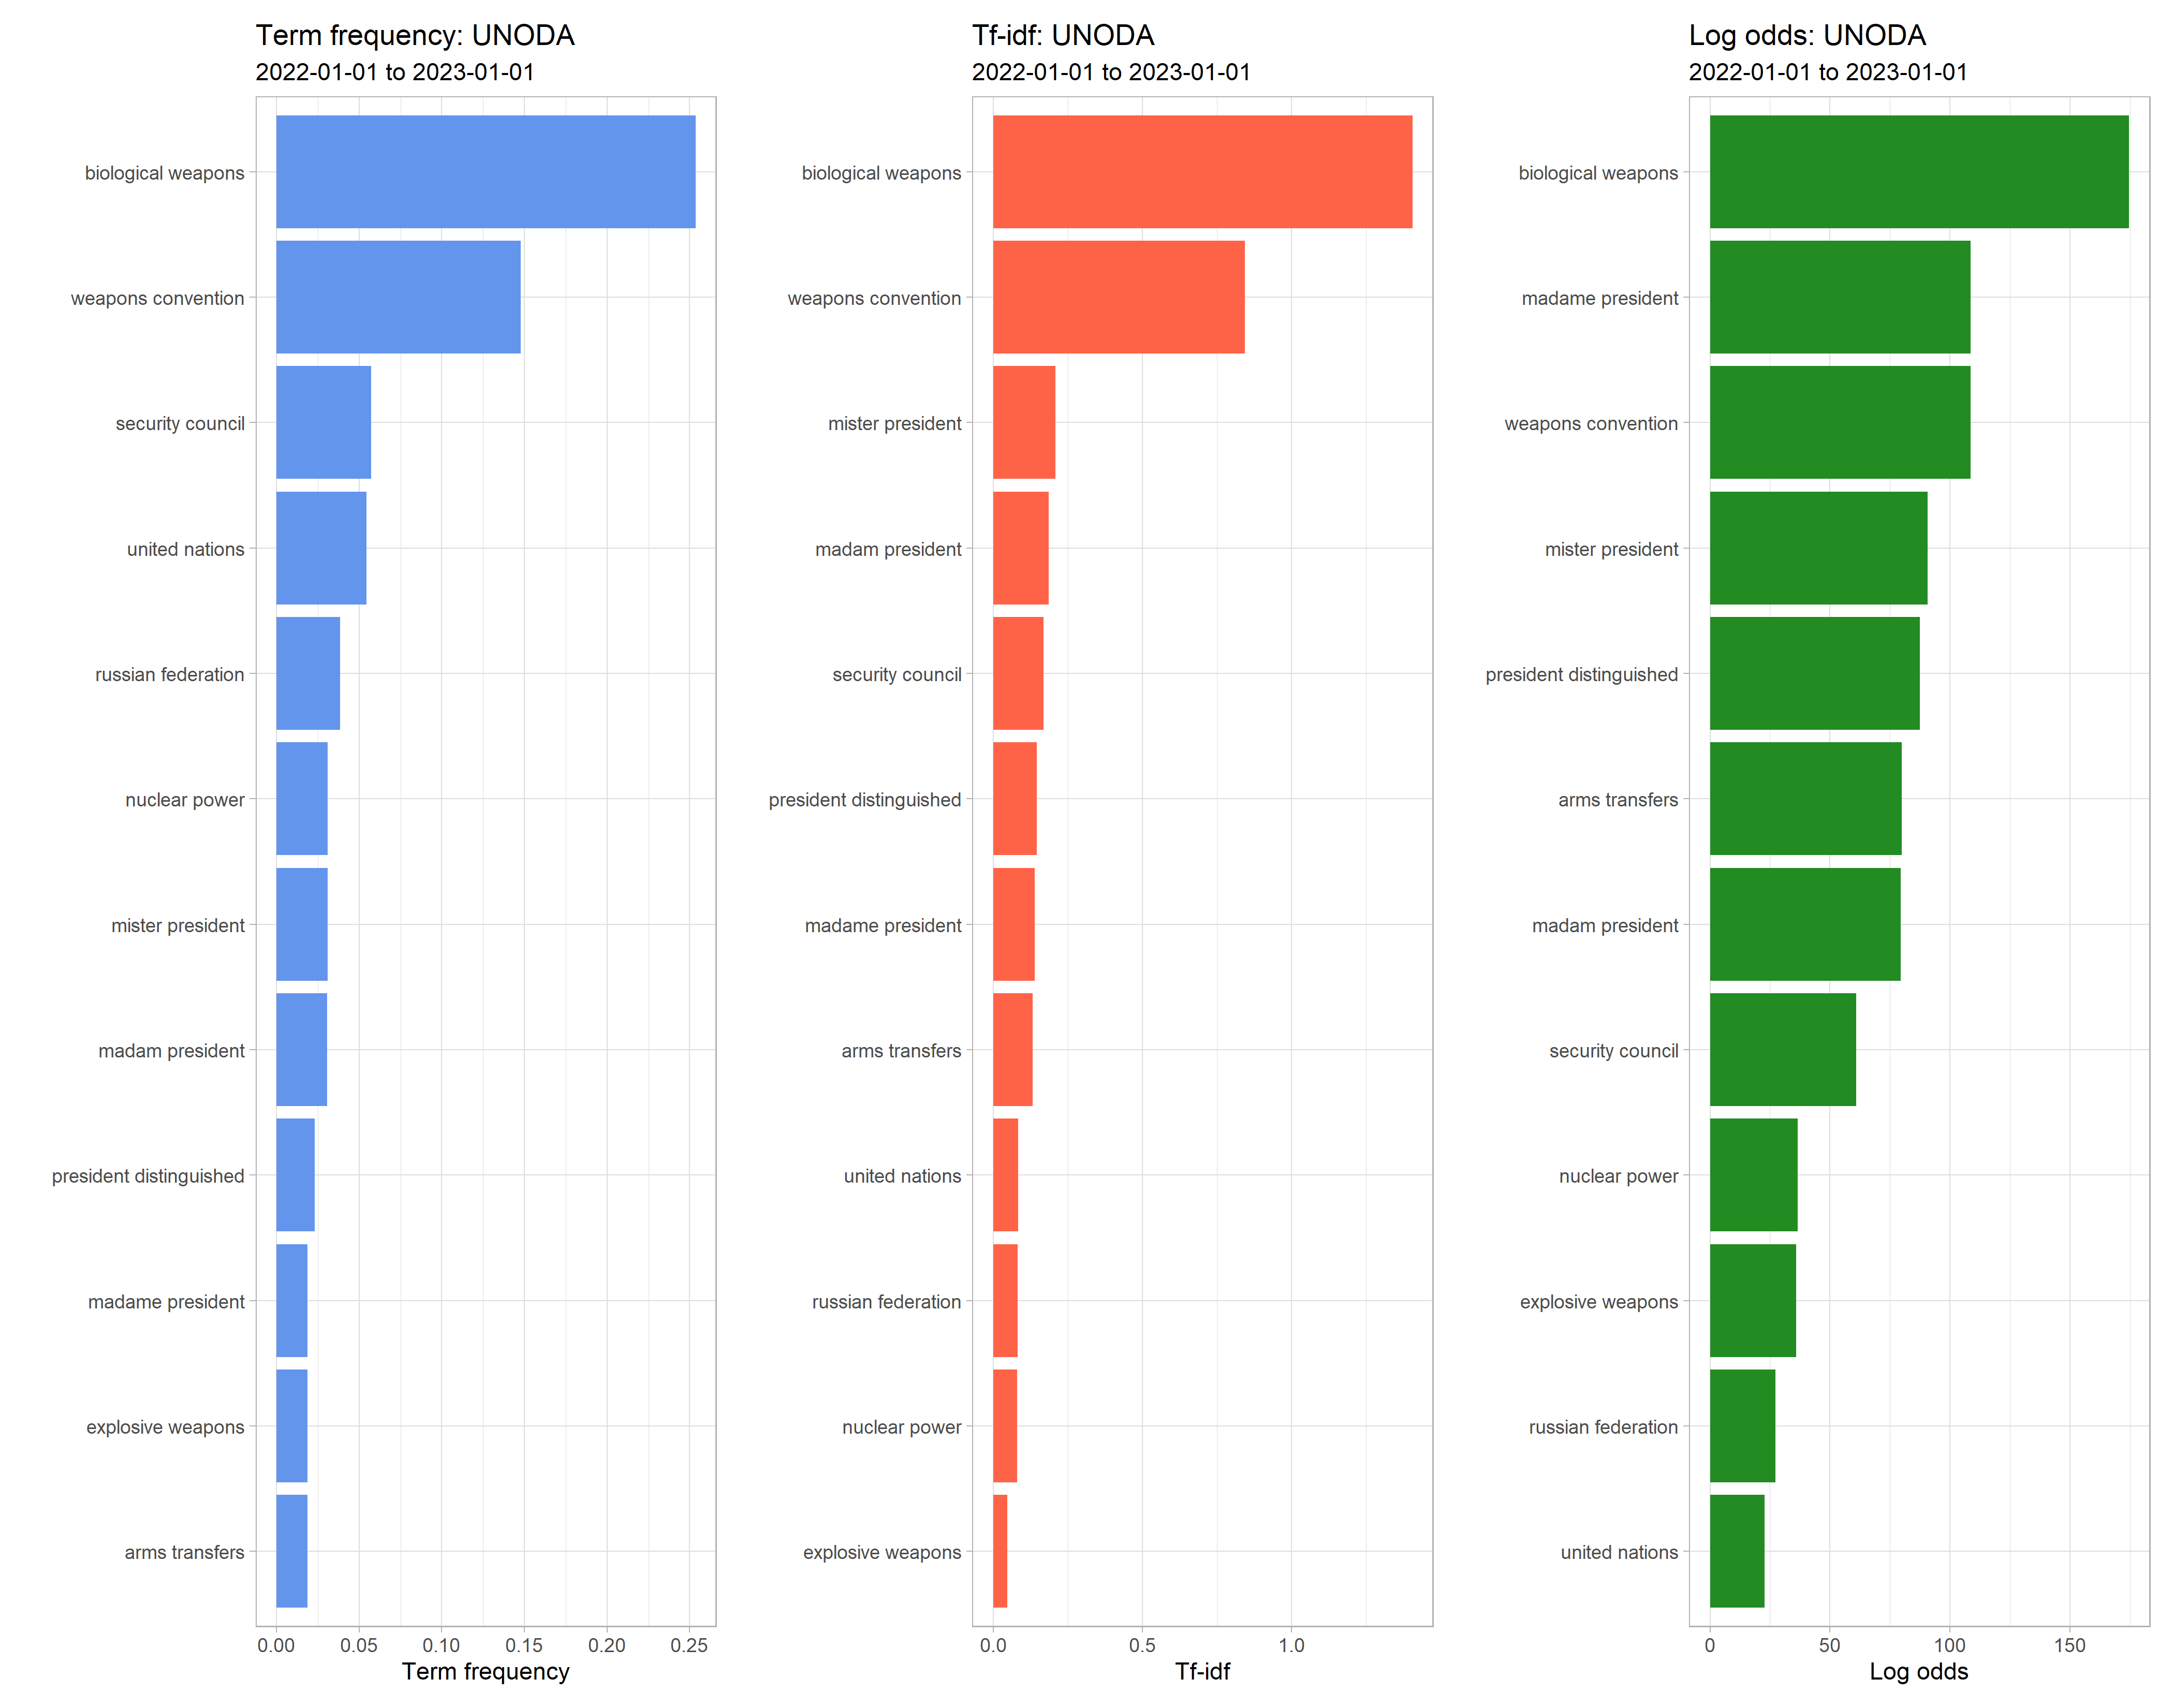 Term frequency: UNODA
2022-01-01 to 2023-01-01
biological weapons
weapons convention
security council
united nations
russian federation
nuclear power
mister president
madam president
president distinguished
madame president
explosive weapons
arms transfers
0.00 0.05 0.10 0.15 0.20 0.25
Term frequency
Tf-idf: UNODA
2022-01-01 to 2023-01-01
biological weapons
weapons convention
mister president
madam president
security council
president distinguished
madame president
arms transfers
united nations
russian federation
nuclear power
explosive weapons
0.0 0.5 1.0
Tf-idf
Log odds: UNODA
2022-01-01 to 2023-01-01
biological weapons
madame president
weapons convention
mister president
president distinguished
arms transfers
madam president
security council
nuclear power
explosive weapons
russian federation
united nations
0 50 100 150
Log odds